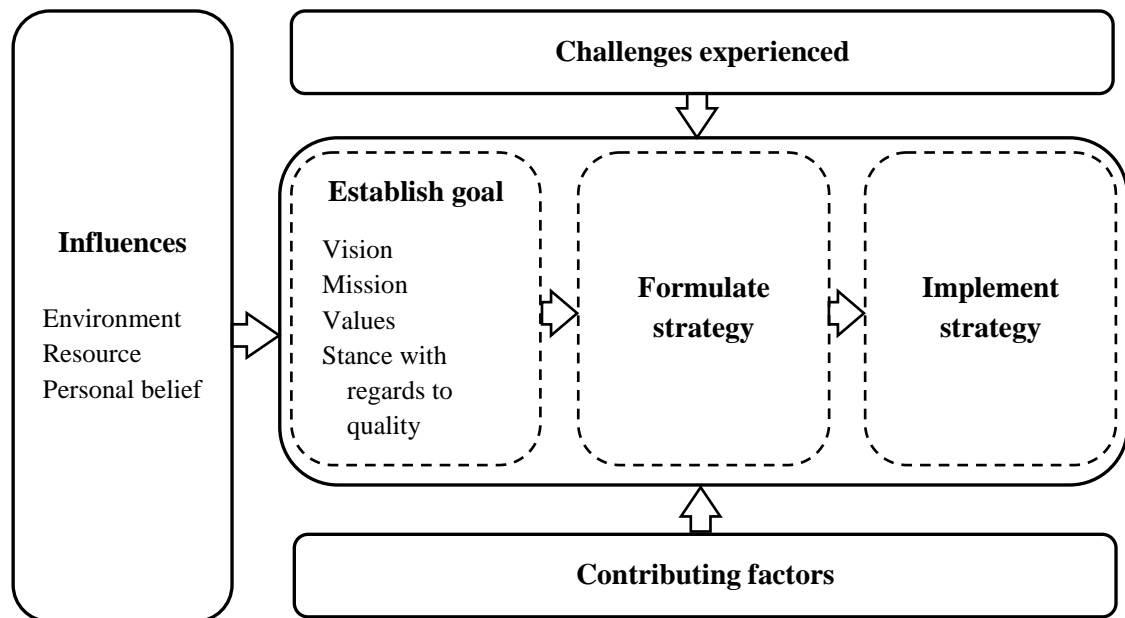 Influences
Environment
Resource
Personal belief
Challenges experienced
Establish goal
Vision
Mission
Values
Stance with
regards to
quality
Formulate
strategy
Implement
strategy
Contributing factors